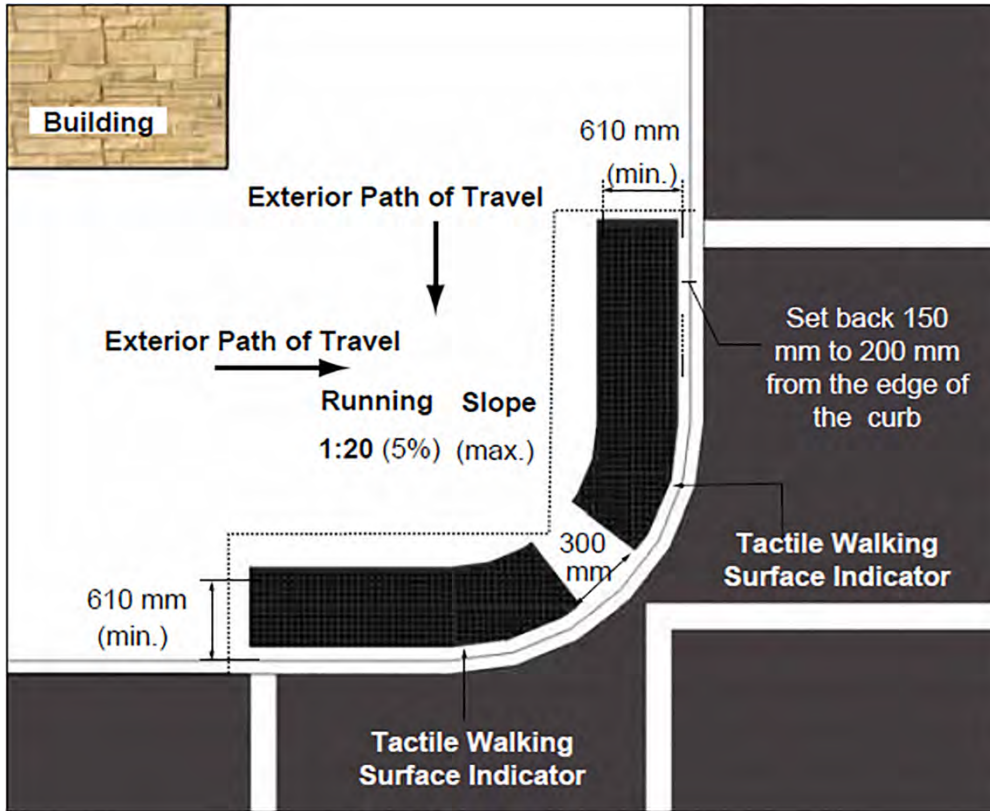 Building
610 mm
(min.)
Exterior Path of Travel
Exterior Path of Travel
Set back 150
mm to 200 mm
from the edge of
the curb
Running Slope
1:20 (5%) (max.)
300
mm
Tactile Walking
Surface Indicator
610 mm
(min.)
Tactile Walking
Surface Indicator